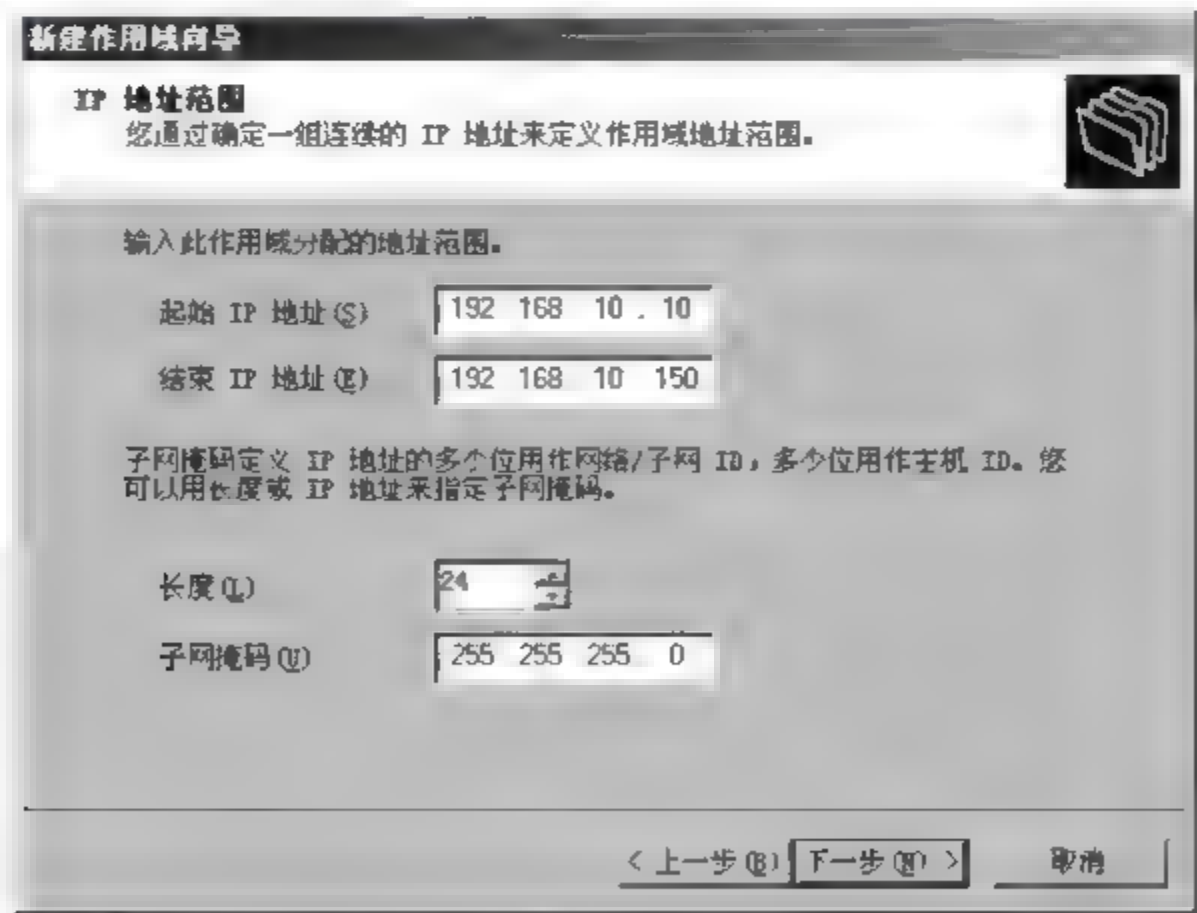 新建作用域向导
IP 地址范围
您通过确定一组连续的 IP 地址来定义作用域地址范围。
输入此作用域分配的地址范围。
起始 IP 地址(S)
192 168 10 . 10
结束 IP 地址(E)
192 168 10 150
子网掩码定义 IP 地址的多少位用作网络/子网 ID，多少位用作主机 ID。您
可以用长度或 IP 地址来指定子网掩码。
长度(L)
24
子网掩码(U)
255 255 255 0
< 上一步(B)
下一步(N) >
取消